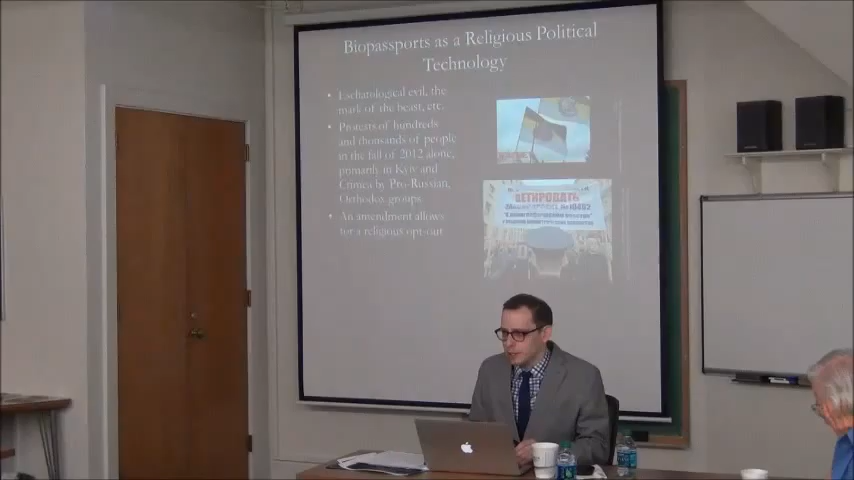 Biopassports as a Religious Political
Technology
• Eschatological evil, the
mark of the beast, etc.
• Protests of hundreds
and thousands of people
in the fall of 2012 alone,
primarily in Kyiv and
Crimea by Pro-Russian,
Orthodox groups
• An amendment allows
for a religious opt-out
ВЕТИРОВАТЬ